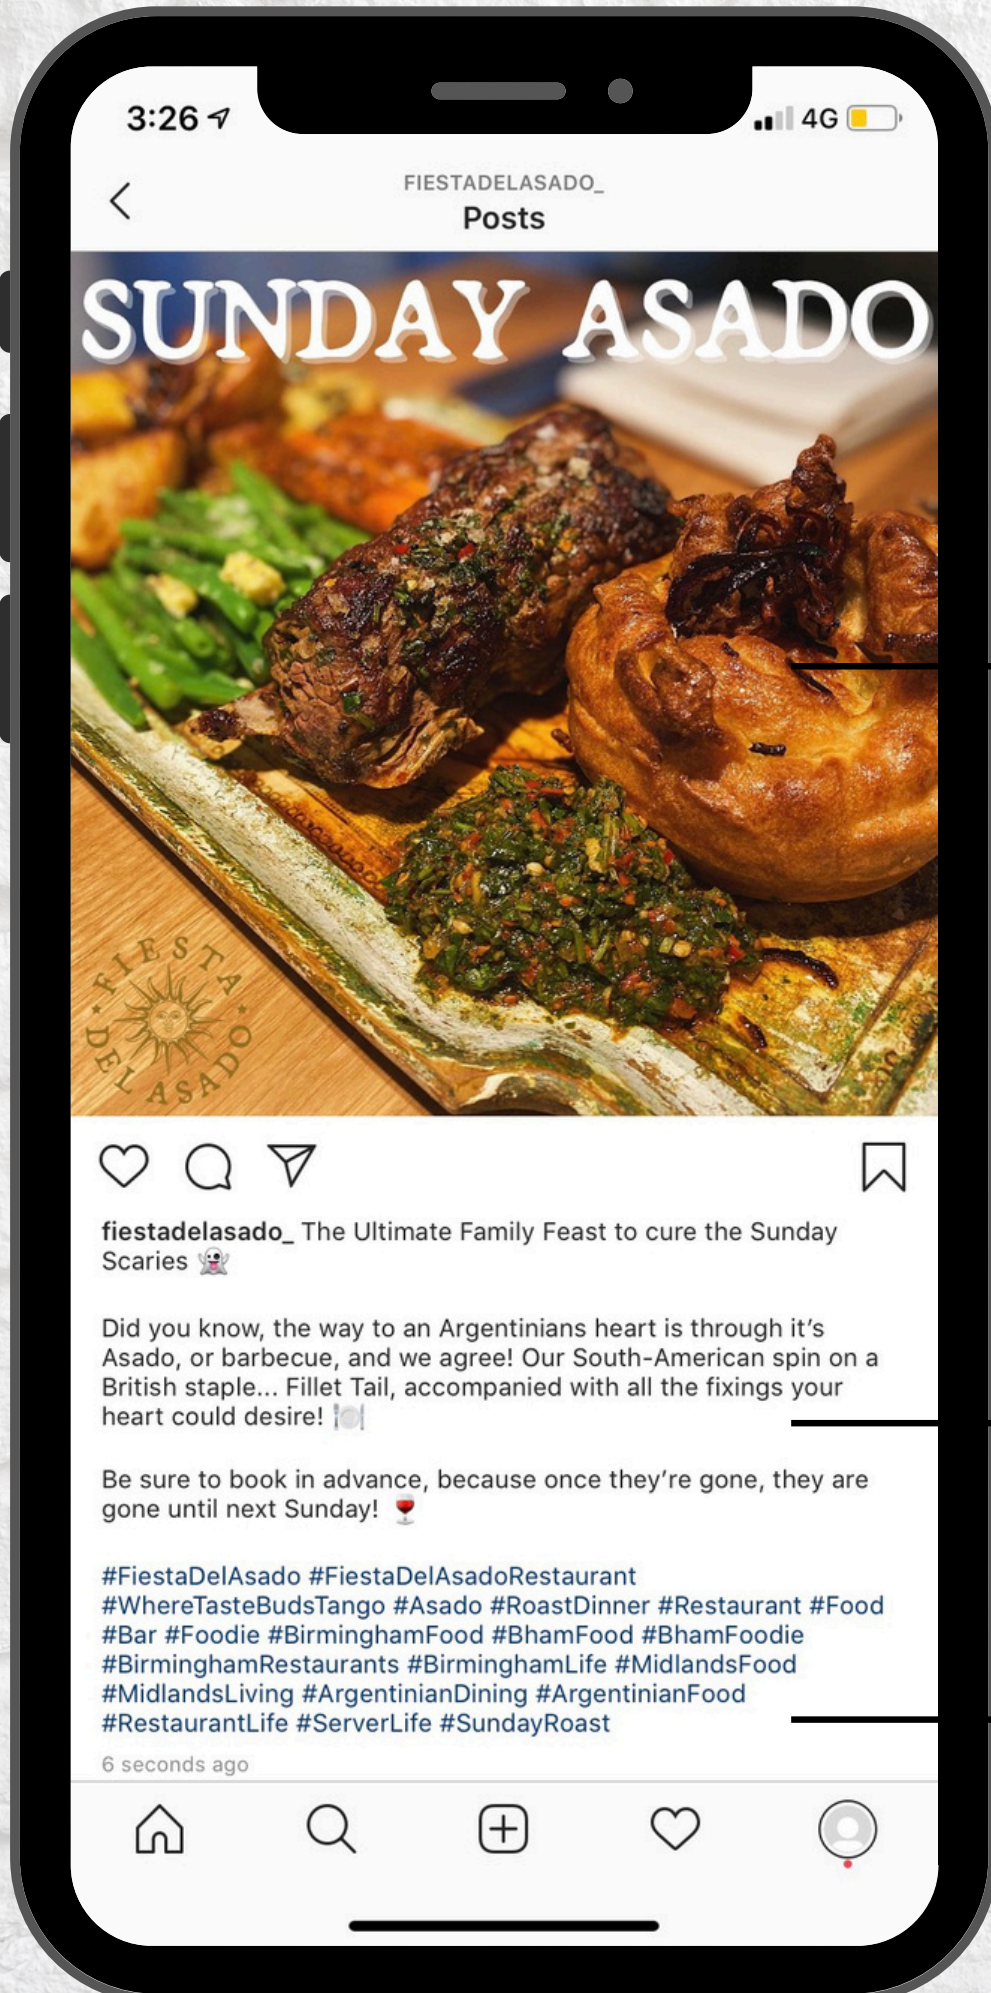 3:26
4G
FIESTADELASADO_
Posts
SUNDAY ASADO
FIESTA
DEL ASADO
fiestadelasado_ The Ultimate Family Feast to cure the Sunday
Scaries 👻
Did you know, the way to an Argentinians heart is through it's
Asado, or barbecue, and we agree! Our South-American spin on a
British staple... Fillet Tail, accompanied with all the fixings your
heart could desire! 🍽️
Be sure to book in advance, because once they're gone, they are
gone until next Sunday! 🍷
#FiestaDelAsado #FiestaDelAsadoRestaurant
#WhereTasteBudsTango #Asado #RoastDinner #Restaurant #Food
#Bar #Foodie #BirminghamFood #BhamFood #BhamFoodie
#BirminghamRestaurants #BirminghamLife #MidlandsFood
#MidlandsLiving #ArgentinianDining #ArgentinianFood
#RestaurantLife #ServerLife #SundayRoast
6 seconds ago